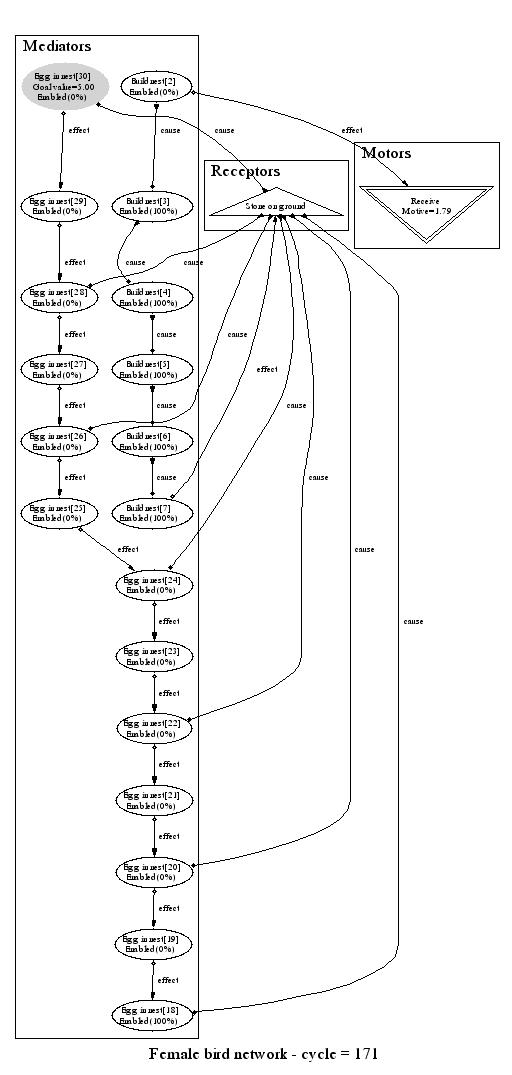 Mediators
Egg in nest[30]
Goal value=5.00
Enabled(0%)
Build nest[2]
Enabled(0%)
effect
cause
cause
effect
Motors
Receptors
Stone on ground
Receive
Motive=1.79
Egg in nest[29]
Enabled(0%)
Build nest[3]
Enabled(100%)
effect
cause
cause
Egg in nest[28]
Enabled(0%)
Build nest[4]
Enabled(100%)
effect
cause
cause
Egg in nest[27]
Enabled(0%)
Build nest[5]
Enabled(100%)
effect
effect
cause
cause
Egg in nest[26]
Enabled(0%)
Build nest[6]
Enabled(100%)
effect
cause
cause
Egg in nest[25]
Enabled(0%)
Build nest[7]
Enabled(100%)
effect
cause
Egg in nest[24]
Enabled(0%)
effect
cause
Egg in nest[23]
Enabled(0%)
effect
Egg in nest[22]
Enabled(0%)
effect
Egg in nest[21]
Enabled(0%)
effect
Egg in nest[20]
Enabled(0%)
effect
Egg in nest[19]
Enabled(0%)
effect
Egg in nest[18]
Enabled(100%)
Female bird network - cycle = 171